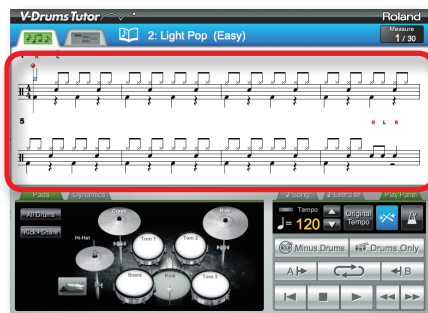 V-Drums Tutor
Roland
2: Light Pop (Easy)
Measure
1 / 30
R L
5
R L R
Pads
Dynamics
Song
Exercise
Play Panel
All Drums
Kick+Snare
Crash
Ride
Hi-Hat
Tom 1
Tom 2
Snare
Kick
Tom 3
Tempo
= 120
Original
Tempo
Minus Drums
Drums Only
A
B